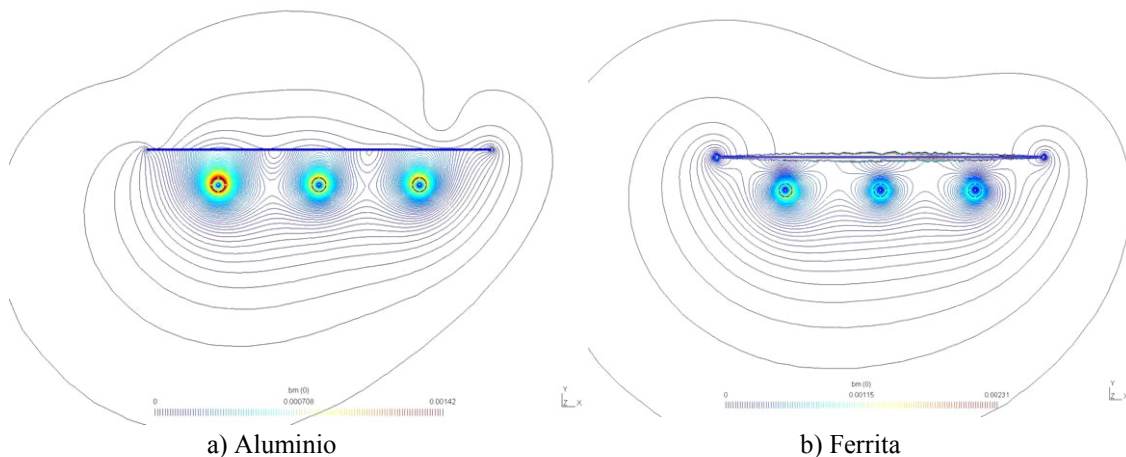 bm (0)
0 0.000708 0.00142
Y
Z X
a) Aluminio
bm (0)
0 0.00115 0.00231
Y
Z X
b) Ferrita